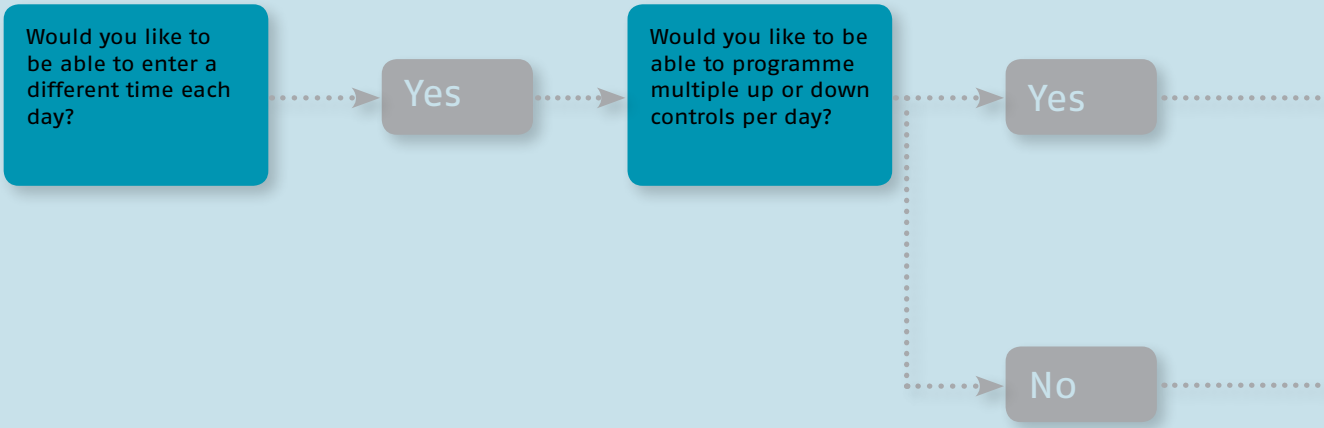 Would you like to
be able to enter a
different time each
day?
Yes
Would you like to be
able to programme
multiple up or down
controls per day?
Yes
No